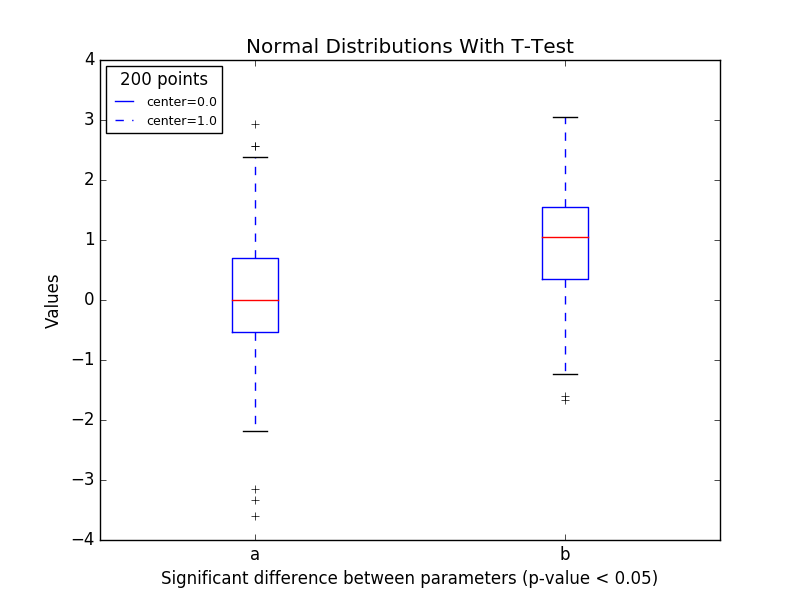 Normal Distributions With T-Test
200 points
center=0.0
center=1.0
4
3
2
1
0
−1
−2
−3
−4
Values
a b
Significant difference between parameters (p-value < 0.05)